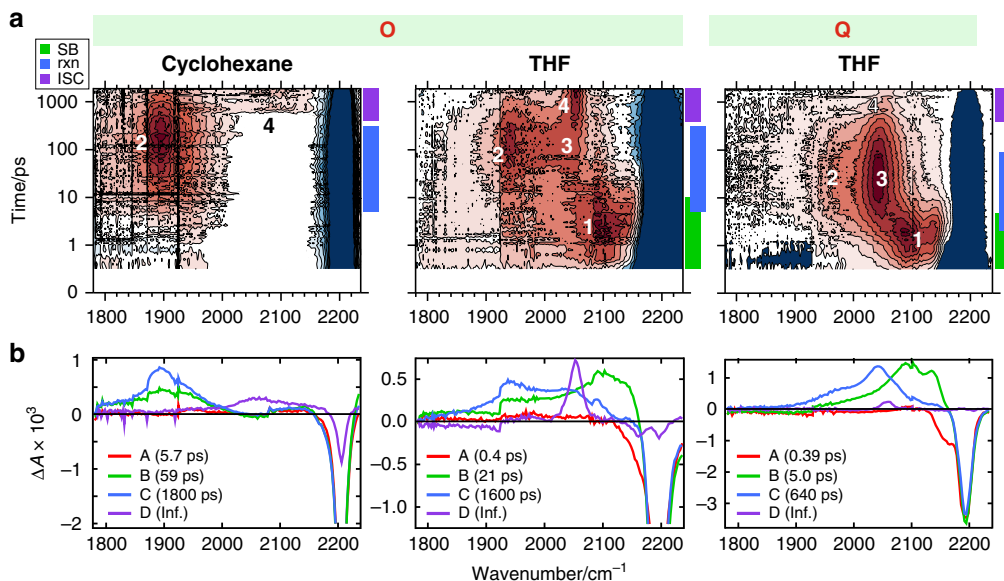 a
O
Q
SB
rxn
ISC
Cyclohexane
THF
THF
Time/ps
1000
100
10
1
0
2
4
1
2
3
4
1
2
3
4
1800 1900 2000 2100 2200
1800 1900 2000 2100 2200
1800 1900 2000 2100 2200
b
ΔA × 10³
1
0
−1
−2
A (5.7 ps)
B (59 ps)
C (1800 ps)
D (Inf.)
0.5
0.0
−0.5
−1.0
A (0.4 ps)
B (21 ps)
C (1600 ps)
D (Inf.)
1
0
−1
−2
−3
A (0.39 ps)
B (5.0 ps)
C (640 ps)
D (Inf.)
1800 1900 2000 2100 2200
1800 1900 2000 2100 2200
1800 1900 2000 2100 2200
Wavenumber/cm⁻¹